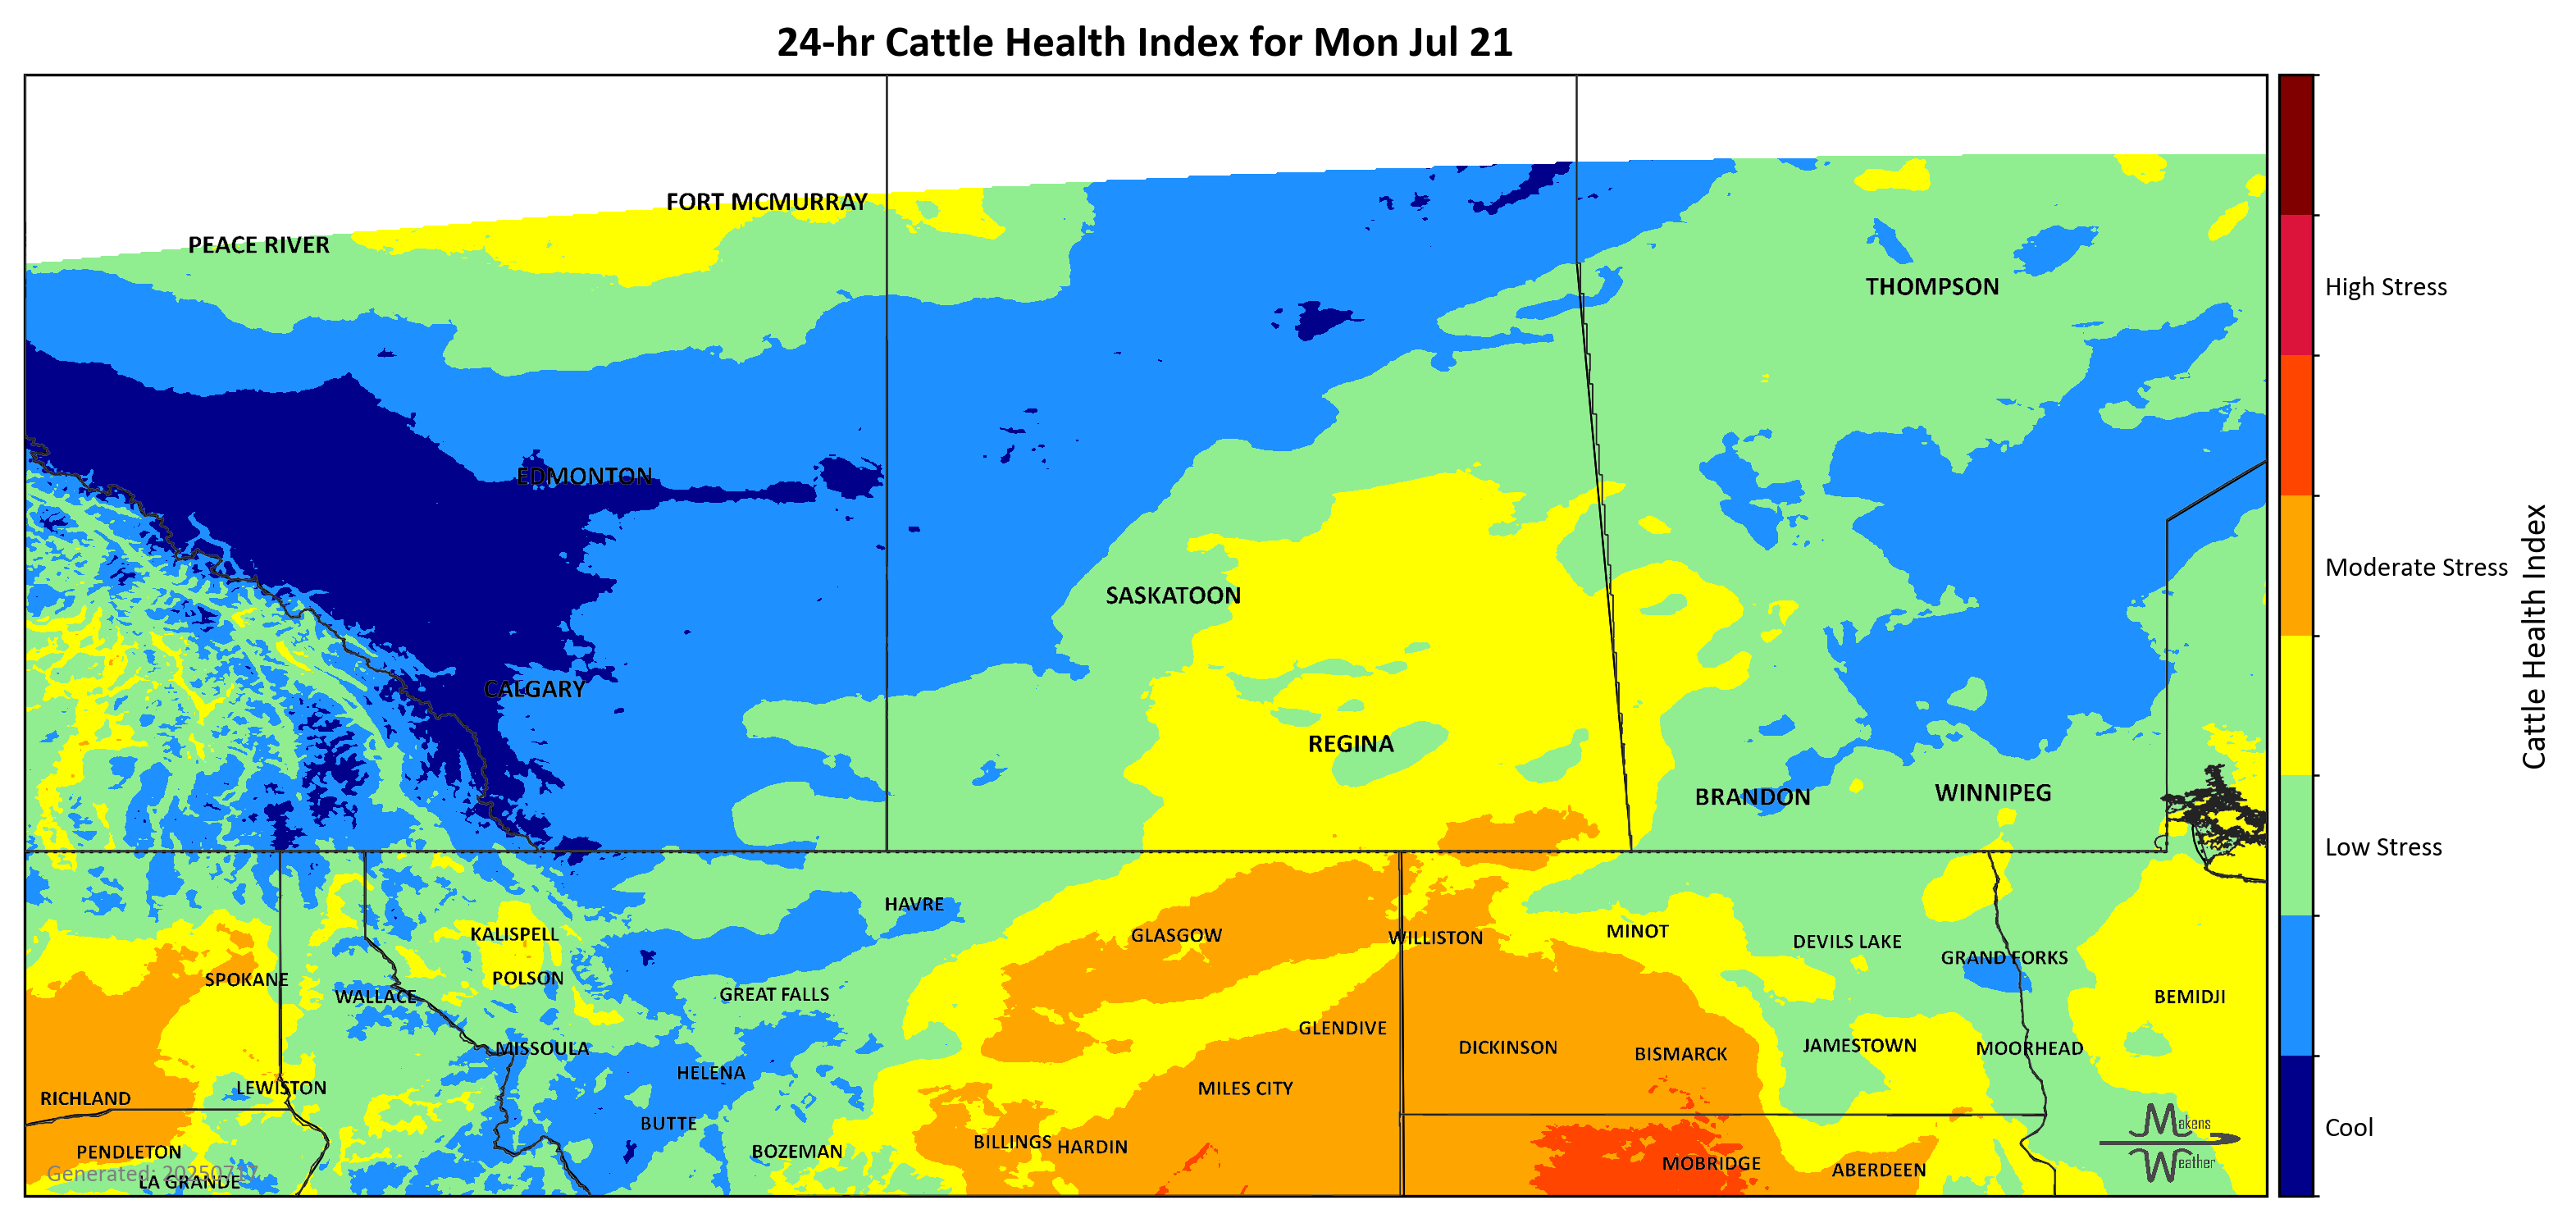 24-hr Cattle Health Index for Mon Jul 21
FORT MCMURRAY
PEACE RIVER
THOMPSON
High Stress
EDMONTON
Moderate Stress
SASKATOON
Cattle Health Index
CALGARY
REGINA
WINNIPEG
BRANDON
Low Stress
HAVRE
KALISPELL
GLASGOW
WILLISTON
MINOT
DEVILS LAKE
GRAND FORKS
SPOKANE
POLSON
WALLACE
GREAT FALLS
BEMIDJI
GLENDIVE
MISSOULA
DICKINSON
BISMARCK
JAMESTOWN
MOORHEAD
HELENA
LEWISTON
MILES CITY
RICHLAND
BUTTE
Makens
Weather
Cool
PENDLETON
BOZEMAN
BILLINGS
HARDIN
MOBRIDGE
ABERDEEN
Generated: 20250717
LA GRANDE